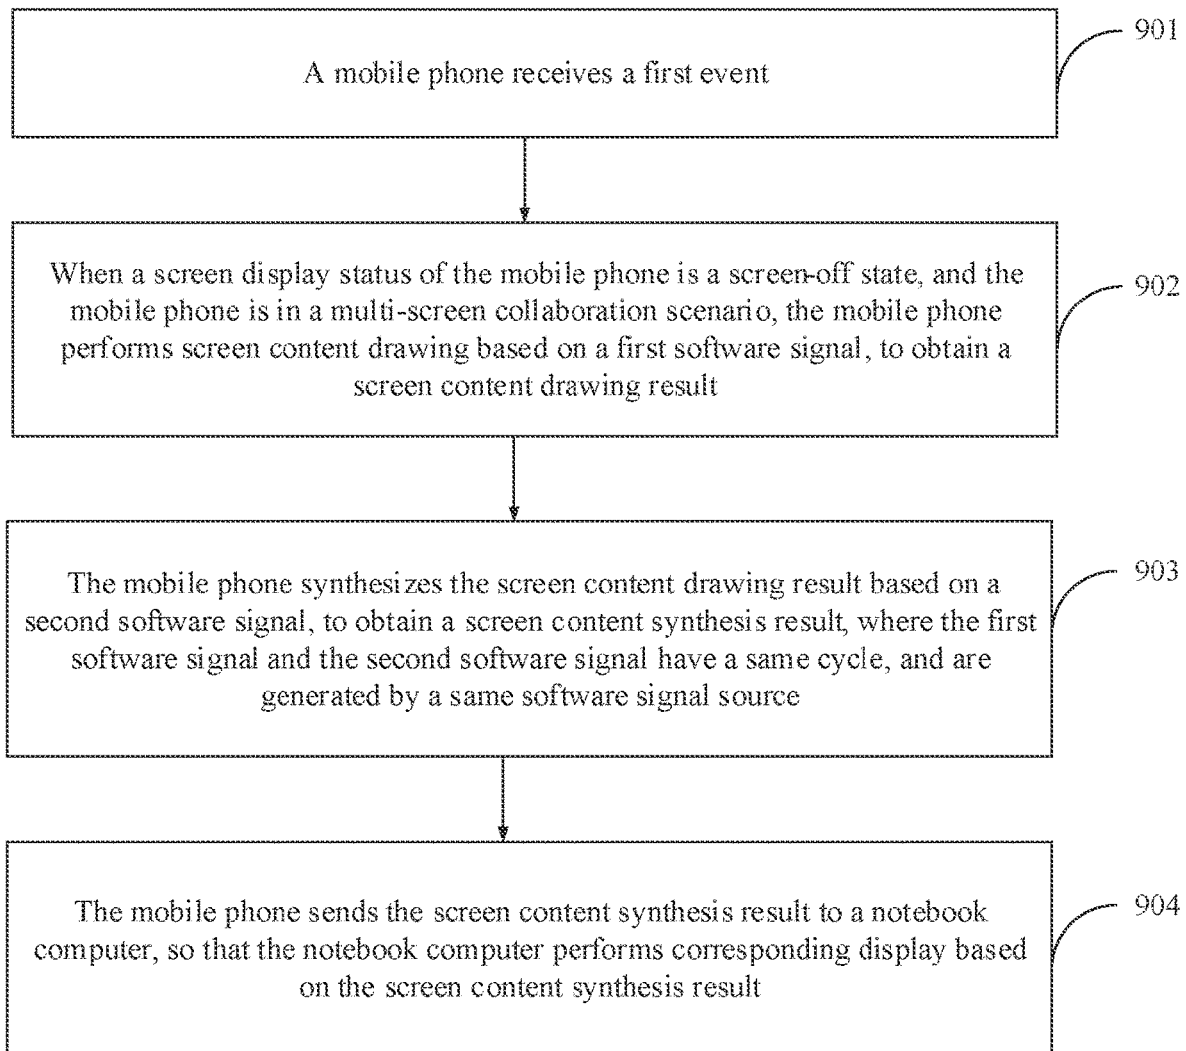 A mobile phone receives a first event
901
When a screen display status of the mobile phone is a screen-off state, and the
mobile phone is in a multi-screen collaboration scenario, the mobile phone
performs screen content drawing based on a first software signal, to obtain a
screen content drawing result
902
The mobile phone synthesizes the screen content drawing result based on a
second software signal, to obtain a screen content synthesis result, where the first
software signal and the second software signal have a same cycle, and are
generated by a same software signal source
903
The mobile phone sends the screen content synthesis result to a notebook
computer, so that the notebook computer performs corresponding display based
on the screen content synthesis result
904